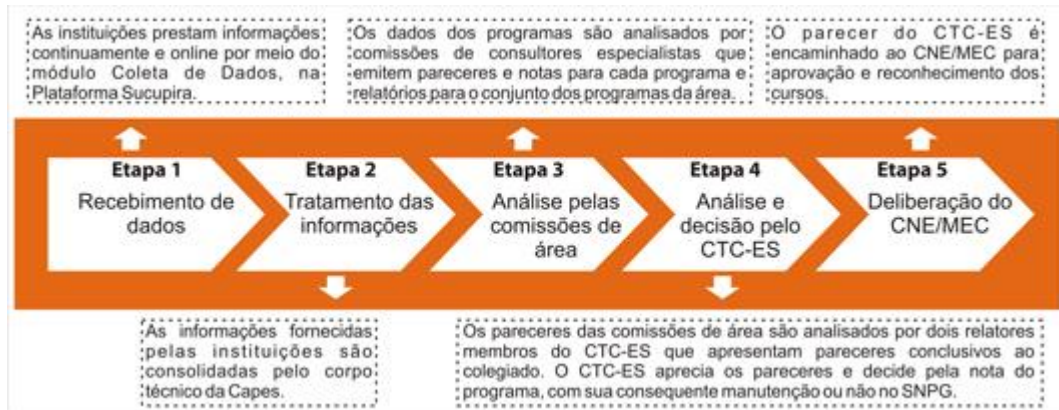 As instituições prestam informações
continuamente e online por meio do
módulo Coleta de Dados, na
Plataforma Sucupira.
Os dados dos programas são analisados por
comissões de consultores especialistas que
emitem pareceres e notas para cada programa e
relatórios para o conjunto dos programas da área.
O parecer do CTC-ES é
encaminhado ao CNE/MEC para
aprovação e reconhecimento dos
cursos.
Etapa 1
Recebimento de
dados
Etapa 2
Tratamento das
informações
Etapa 3
Análise pelas
comissões de
área
Etapa 4
Análise e
decisão pelo
CTC-ES
Etapa 5
Deliberação do
CNE/MEC
As informações fornecidas
pelas instituições são
consolidadas pelo corpo
técnico da Capes.
Os pareceres das comissões de área são analisados por dois relatores
membros do CTC-ES que apresentam pareceres conclusivos ao
colegiado. O CTC-ES aprecia os pareceres e decide pela nota do
programa, com sua consequente manutenção ou não no SNPG.